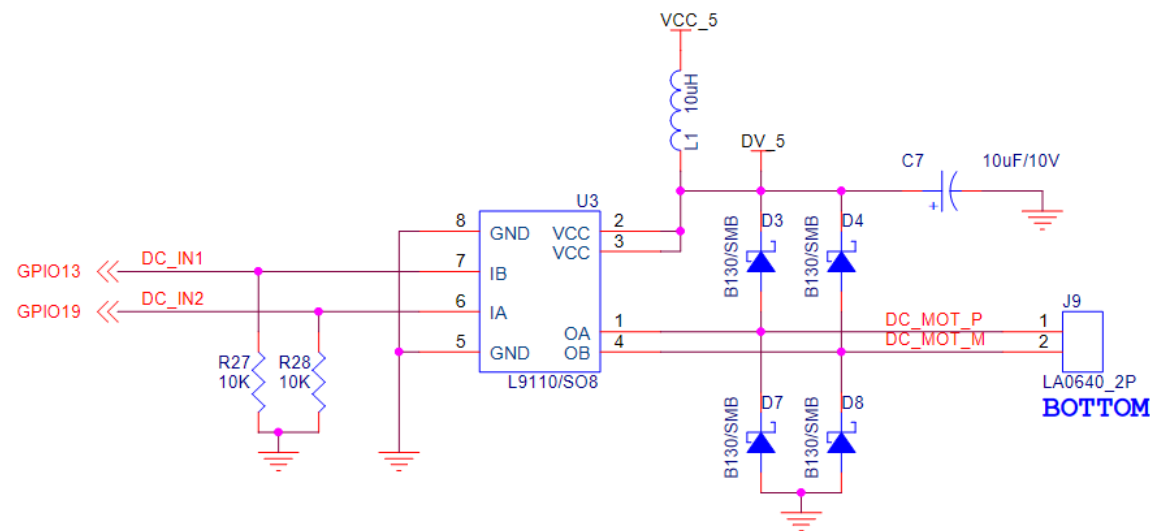 VCC_5
L1 10uH
DV_5
C7 10uF/10V
+
U3
D3
D4
B130/SMB
B130/SMB
8 GND VCC 2
VCC 3
GPIO13 DC_IN1 7 IB
GPIO19 DC_IN2 6 IA
1 OA DC_MOT_P 1
4 OB DC_MOT_M 2
5 GND
J9
R27
10K
R28
10K
L9110/SO8
LA0640_2P
BOTTOM
D7
D8
B130/SMB
B130/SMB